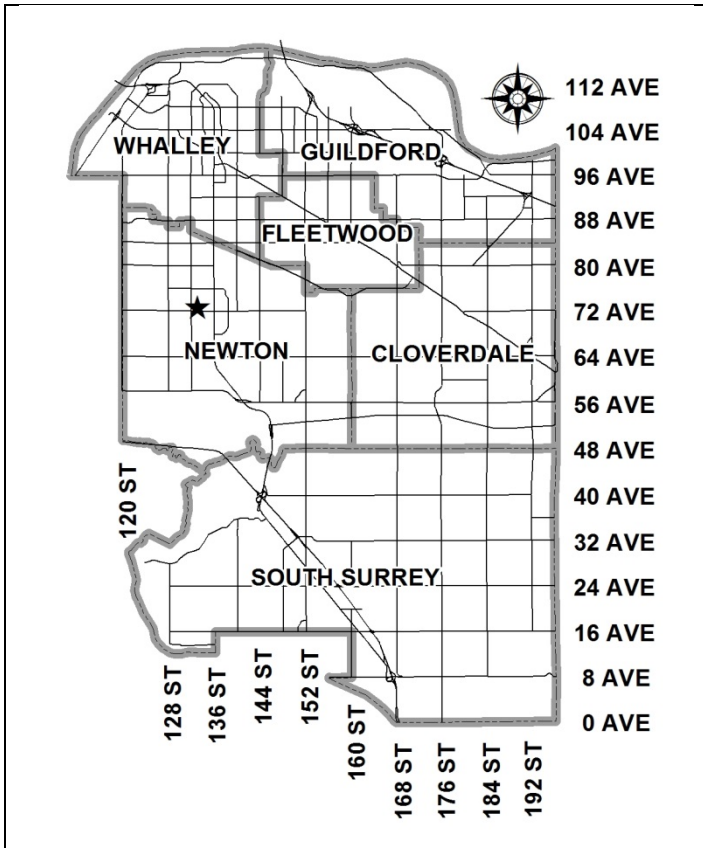 112 AVE
104 AVE
WHALLEY
GUILDFORD
96 AVE
88 AVE
FLEETWOOD
80 AVE
72 AVE
NEWTON
CLOVERDALE
64 AVE
56 AVE
48 AVE
120 ST
40 AVE
32 AVE
SOUTH SURREY
24 AVE
16 AVE
128 ST
136 ST
144 ST
152 ST
160 ST
8 AVE
0 AVE
168 ST
176 ST
184 ST
192 ST